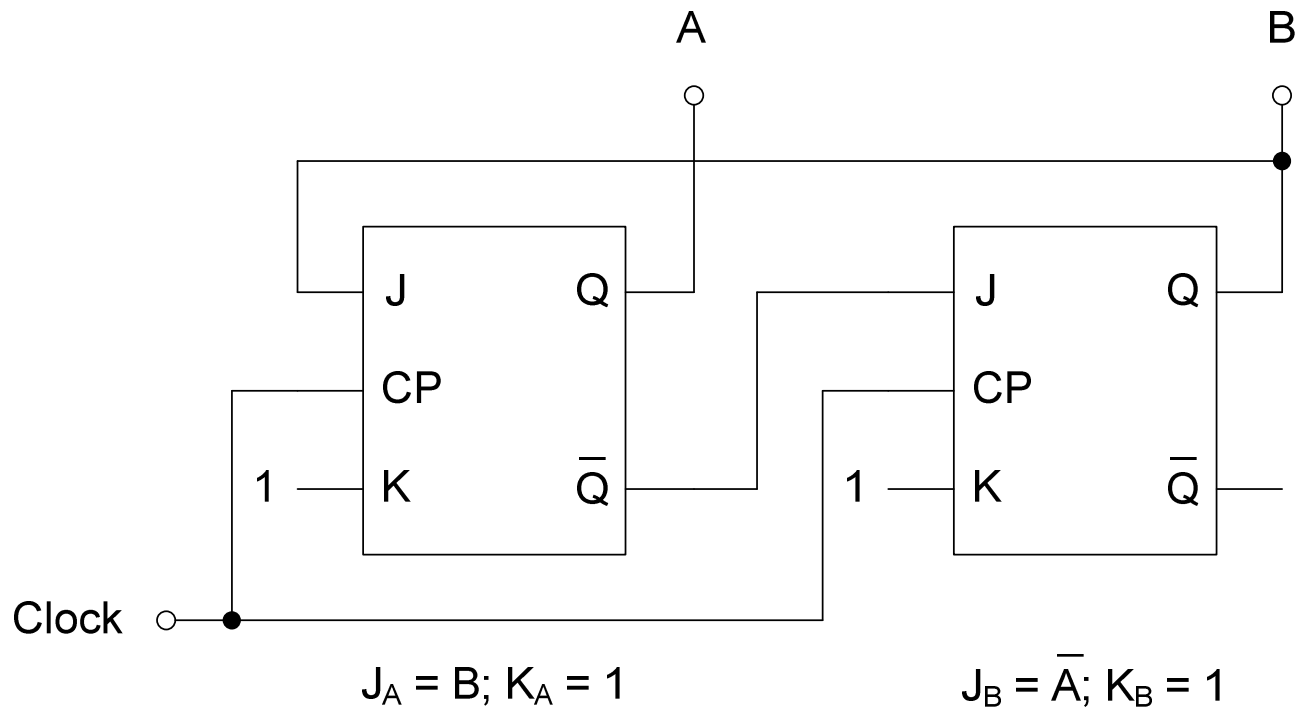 A B
J Q J Q
CP CP
1 K Q̅ 1 K Q̅
Clock
J_A = B; K_A = 1 J_B = A̅; K_B = 1